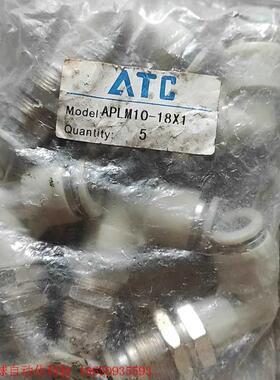 ATC
Model: APLM10-18X1
Quantity: 5